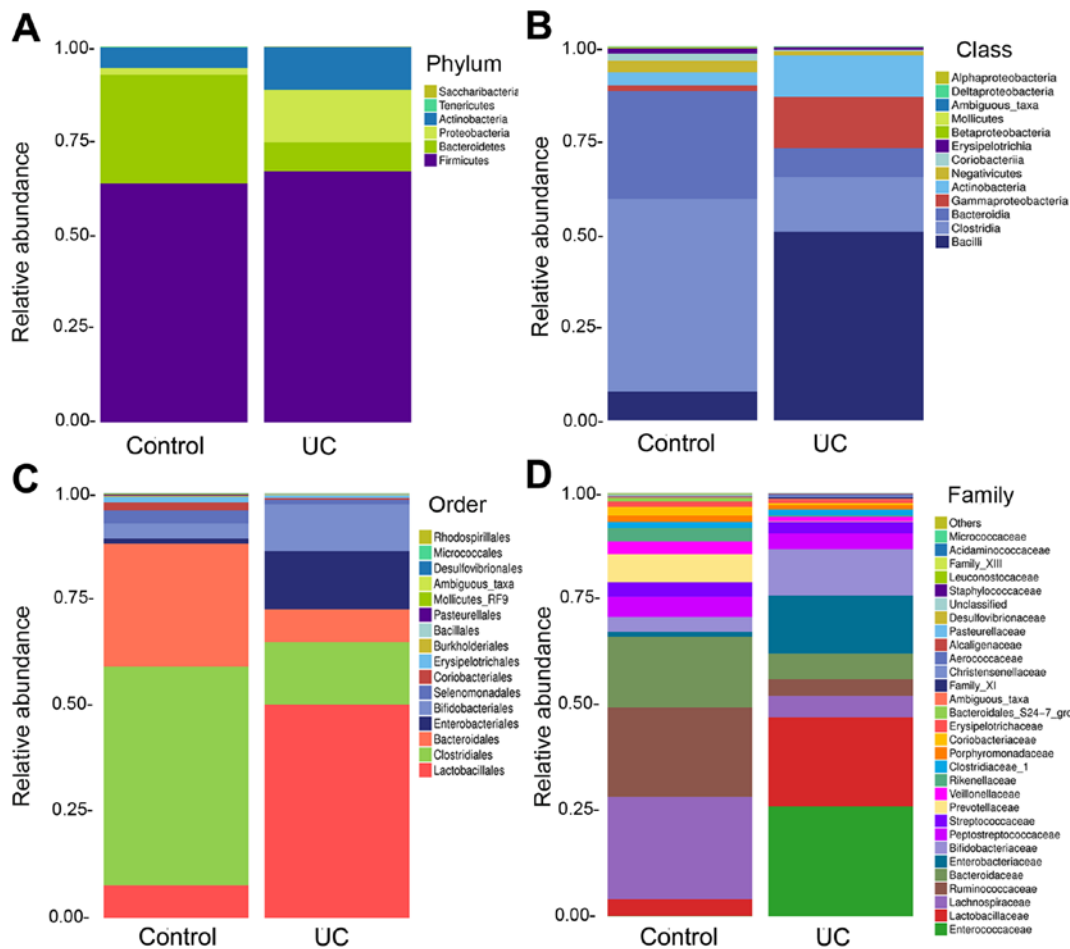 A
1.00-
0.75-
0.50-
0.25-
0.00-
Relative abundance
Control
UC
Phylum
Saccharibacteria
Tenericutes
Actinobacteria
Proteobacteria
Bacteroidetes
Firmicutes
B
1.00-
0.75-
0.50-
0.25-
0.00-
Relative abundance
Control
UC
Class
Alphaproteobacteria
Deltaproteobacteria
Ambiguous_taxa
Mollicutes
Betaproteobacteria
Erysipelotrichia
Coriobacteriia
Negativicutes
Actinobacteria
Gammaproteobacteria
Bacteroidia
Clostridia
Bacilli
C
1.00-
0.75-
0.50-
0.25-
0.00-
Relative abundance
Control
UC
Order
Rhodospirillales
Micrococcales
Desulfovibrionales
Ambiguous_taxa
Mollicutes_RF9
Pasteurellales
Bacillales
Burkholderiales
Erysipelotrichales
Coriobacteriales
Selenomonadales
Bifidobacteriales
Enterobacteriales
Bacteroidales
Clostridiales
Lactobacillales
D
1.00-
0.75-
0.50-
0.25-
0.00-
Relative abundance
Control
UC
Family
Others
Micrococcaceae
Acidaminococcaceae
Family_XIII
Leuconostocaceae
Staphylococcaceae
Unclassified
Desulfovibrionaceae
Pasteurellaceae
Alcaligenaceae
Aerococcaceae
Christensenellaceae
Family_XI
Ambiguous_taxa
Bacteroidales_S24-7_gro
Erysipelotrichaceae
Coriobacteriaceae
Porphyromonadaceae
Clostridiaceae_1
Rikenellaceae
Veillonellaceae
Prevotellaceae
Streptococcaceae
Peptostreptococcaceae
Bifidobacteriaceae
Enterobacteriaceae
Bacteroidaceae
Ruminococcaceae
Lachnospiraceae
Lactobacillaceae
Enterococcaceae